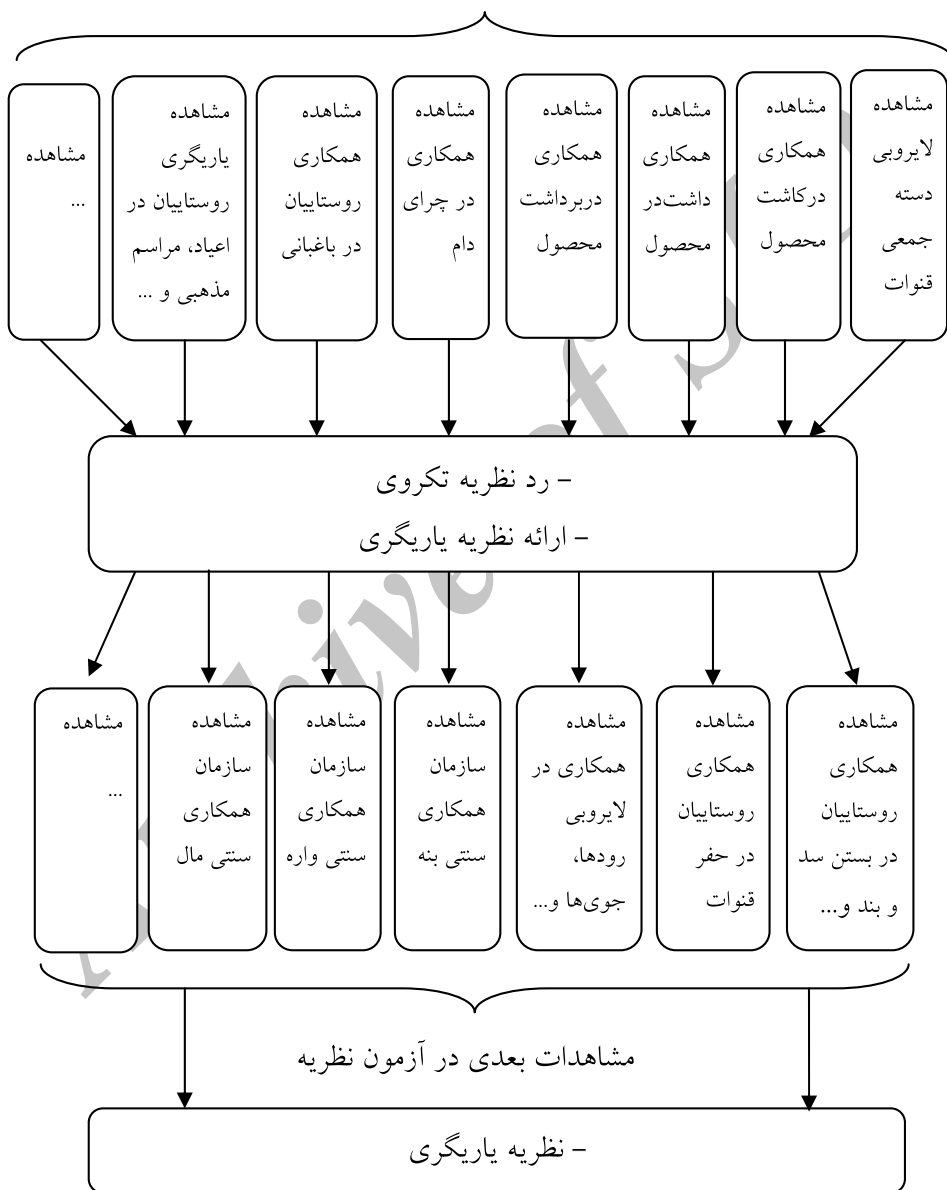 مشاهده
لایروبی
دسته
جمعی
قنوات
مشاهده
همکاری
درکاشت
محصول
مشاهده
همکاری
داشت‌در
محصول
مشاهده
همکاری
دربرداشت
محصول
مشاهده
همکاری
در چرای
دام
مشاهده
همکاری
روستاییان
در باغبانی
مشاهده
یاریگری
روستاییان در
اعیاد، مراسم
مذهبی و ...
مشاهده
...
– رد نظریه تکروی
– ارائه نظریه یاریگری
مشاهده
همکاری
روستاییان
در بستن سد
و بند و...
مشاهده
همکاری
روستاییان
در حفر
قنوات
مشاهده
همکاری در
لایروبی
رودها،
جوی‌ها و...
مشاهده
سازمان
همکاری
سنتی بنه
مشاهده
سازمان
همکاری
سنتی واره
مشاهده
سازمان
همکاری
سنتی مال
مشاهده
...
مشاهدات بعدی در آزمون نظریه
– نظریه یاریگری